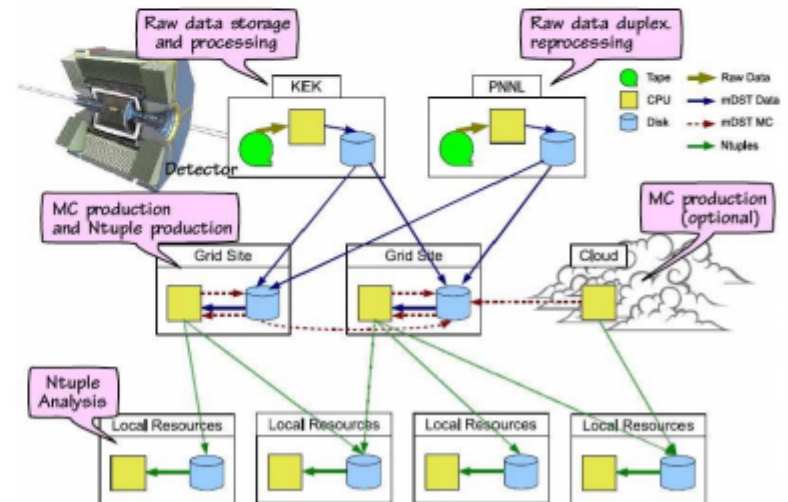 Raw data storage
and processing
Raw data duplex.
reprocessing
KEK
PNNL
Tape
Raw Data
CPU
mDST Data
Disk
mDST MC
Ntuples
Detector
MC production
and Ntuple production
MC production
(optional)
Grid Site
Grid Site
Cloud
Ntuple
Analysis
Local Resources
Local Resources
Local Resources
Local Resources